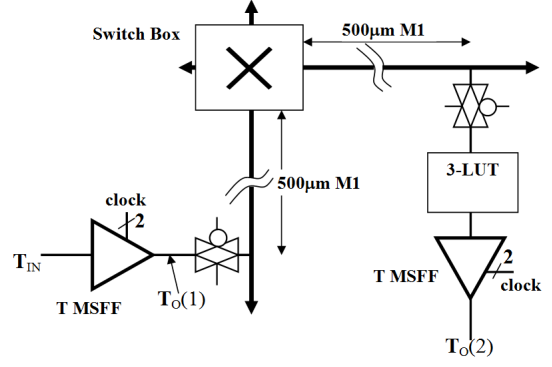 Switch Box
500μm M1
3-LUT
500μm M1
clock
2
T_IN
T MSFF
T_O(1)
T MSFF
2
clock
T_O(2)